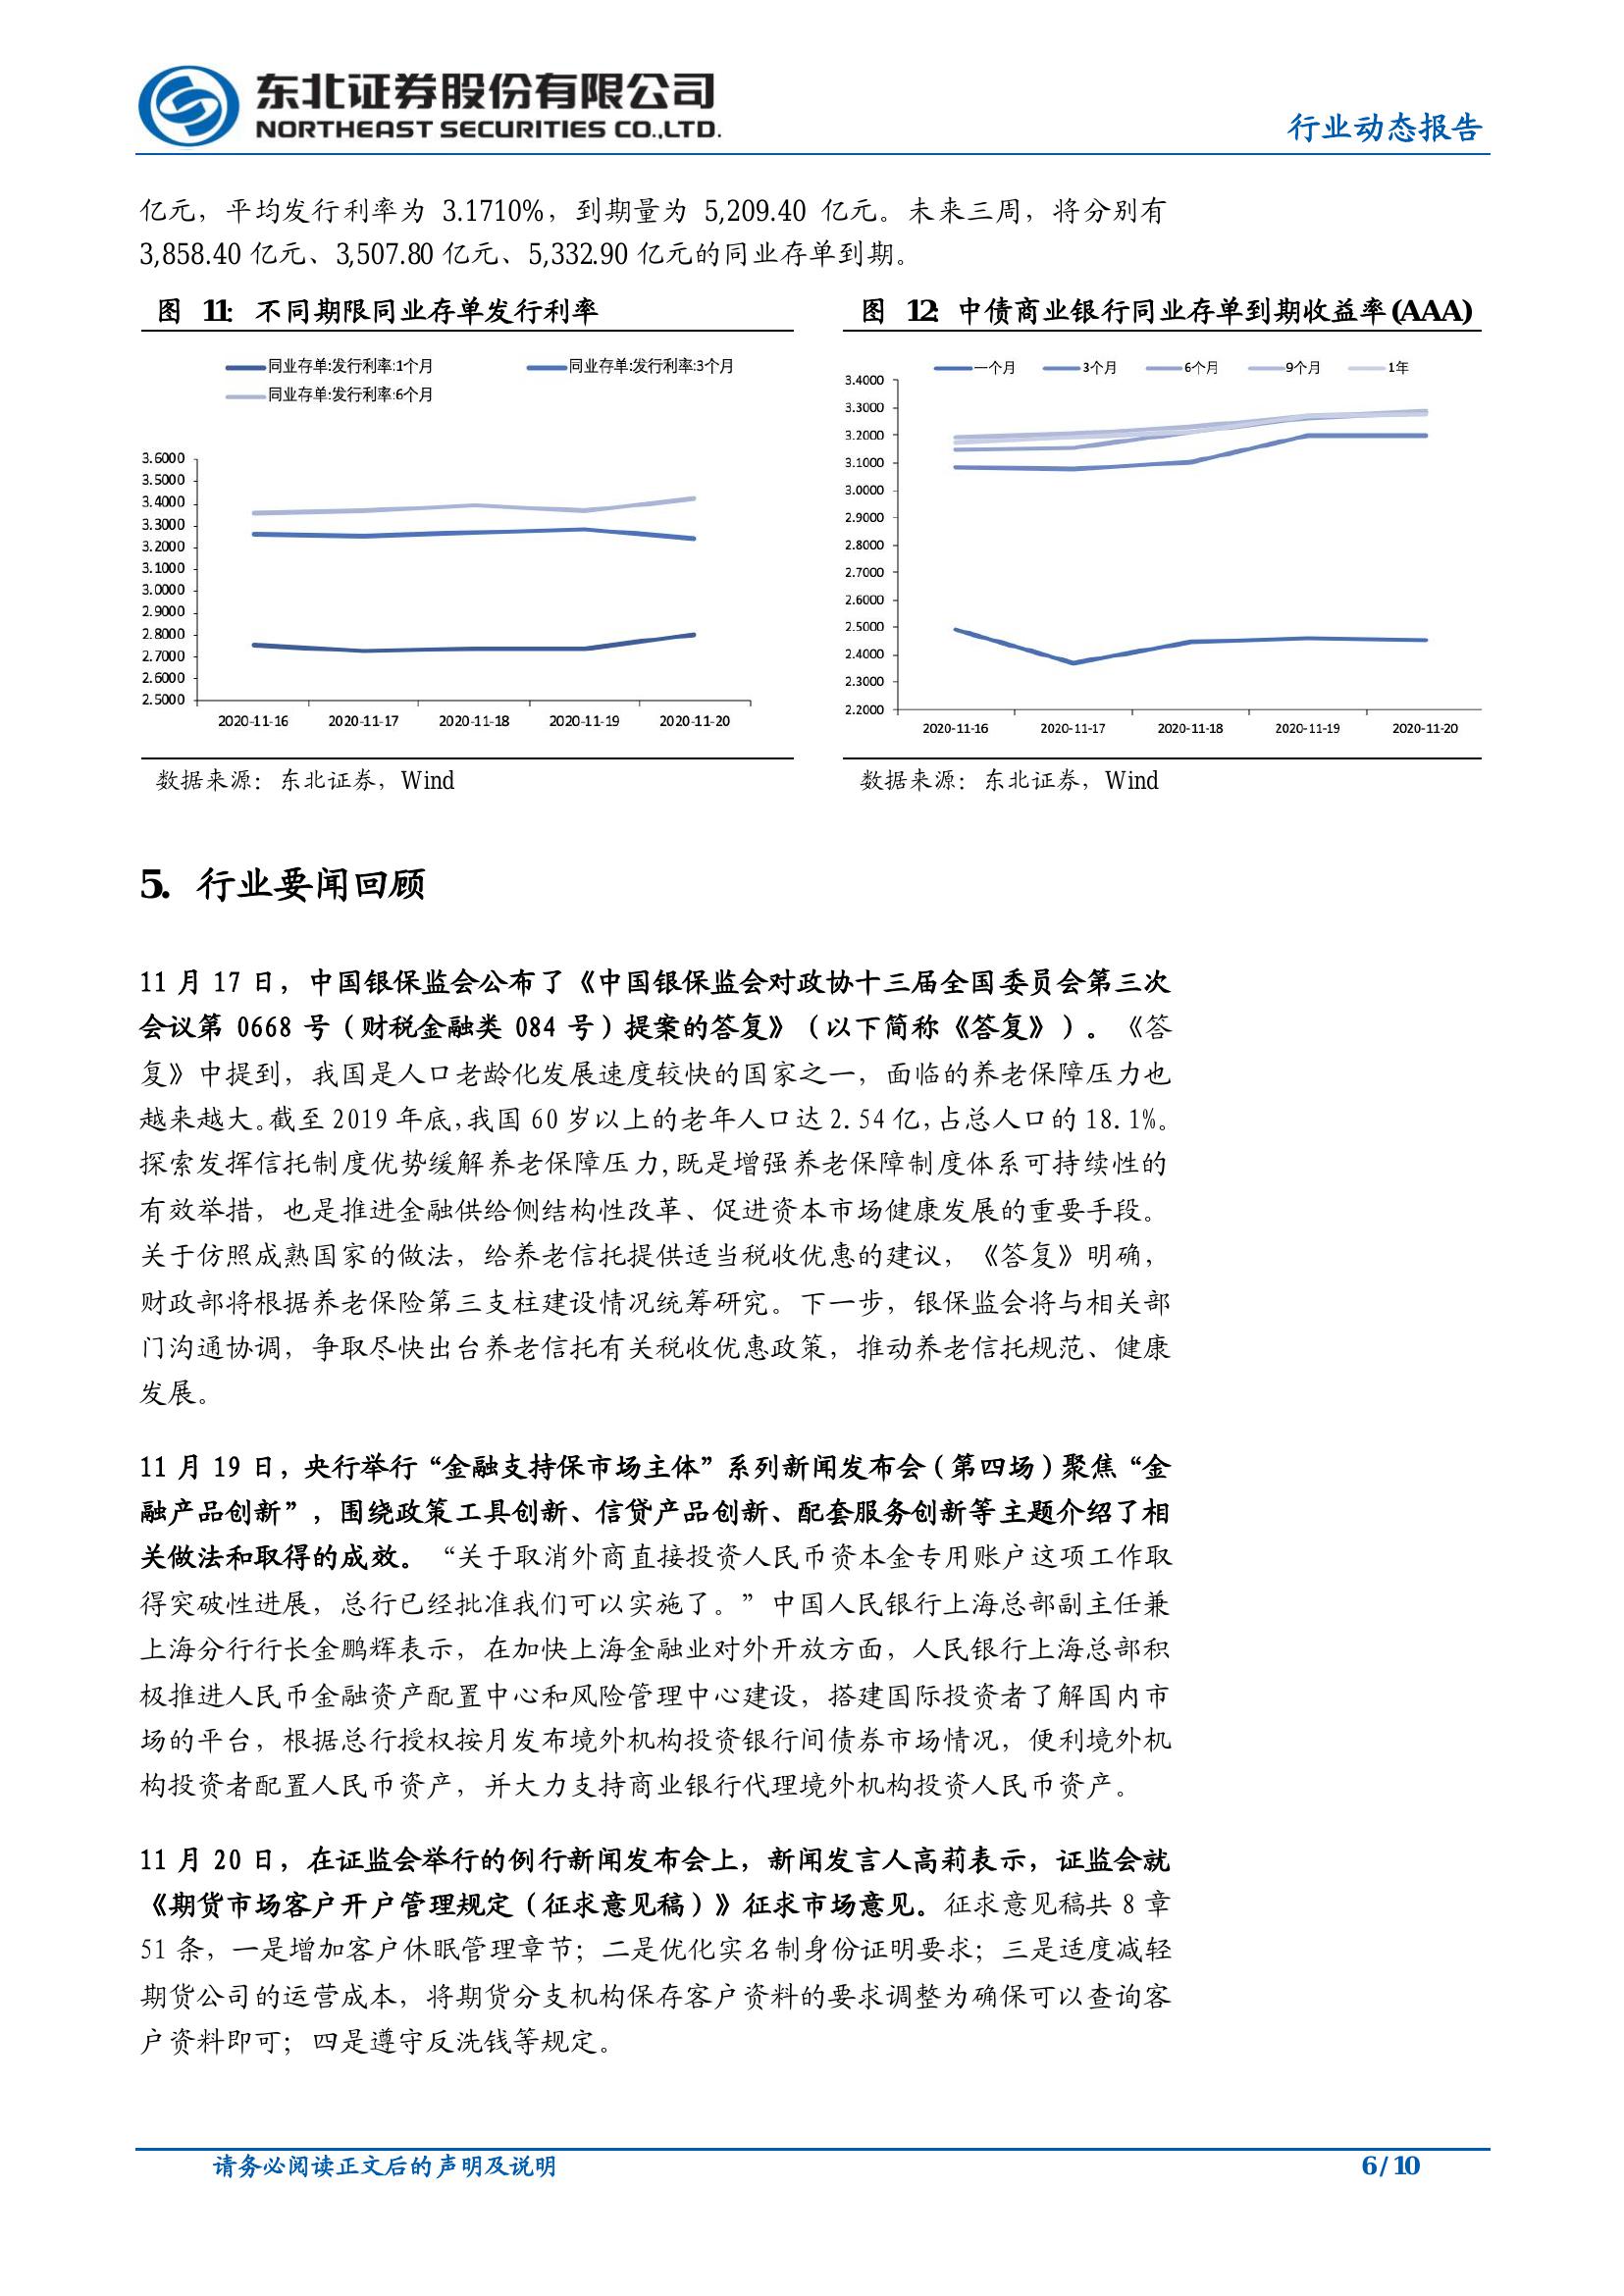 东北证券股份有限公司
NORTHEAST SECURITIES CO.,LTD.
行业动态报告
亿元，平均发行利率为 3.1710%，到期量为 5,209.40 亿元。未来三周，将分别有
3,858.40 亿元、3,507.80 亿元、5,332.90 亿元的同业存单到期。
图 11: 不同期限同业存单发行利率
同业存单:发行利率:1个月 同业存单:发行利率:3个月
同业存单:发行利率:6个月
3.6000
3.5000
3.4000
3.3000
3.2000
3.1000
3.0000
2.9000
2.8000
2.7000
2.6000
2.5000
2020-11-16 2020-11-17 2020-11-18 2020-11-19 2020-11-20
数据来源：东北证券，Wind
图 12: 中债商业银行同业存单到期收益率(AAA)
一个月 3个月 6个月 9个月 1年
3.4000
3.3000
3.2000
3.1000
3.0000
2.9000
2.8000
2.7000
2.6000
2.5000
2.4000
2.3000
2.2000
2020-11-16 2020-11-17 2020-11-18 2020-11-19 2020-11-20
数据来源：东北证券，Wind
5. 行业要闻回顾
11 月 17 日，中国银保监会公布了《中国银保监会对政协十三届全国委员会第三次
会议第 0668 号（财税金融类 084 号）提案的答复》（以下简称《答复》）。《答
复》中提到，我国是人口老龄化发展速度较快的国家之一，面临的养老保障压力也
越来越大。截至 2019 年底，我国 60 岁以上的老年人口达 2.54 亿，占总人口的 18.1%。
探索发挥信托制度优势缓解养老保障压力，既是增强养老保障制度体系可持续性的
有效举措，也是推进金融供给侧结构性改革、促进资本市场健康发展的重要手段。
关于仿照成熟国家的做法，给养老信托提供适当税收优惠的建议，《答复》明确，
财政部将根据养老保险第三支柱建设情况统筹研究。下一步，银保监会将与相关部
门沟通协调，争取尽快出台养老信托有关税收优惠政策，推动养老信托规范、健康
发展。
11 月 19 日，央行举行“金融支持保市场主体”系列新闻发布会（第四场）聚焦“金
融产品创新”，围绕政策工具创新、信贷产品创新、配套服务创新等主题介绍了相
关做法和取得的成效。“关于取消外商直接投资人民币资本金专用账户这项工作取
得突破性进展，总行已经批准我们可以实施了。”中国人民银行上海总部副主任兼
上海分行行长金鹏辉表示，在加快上海金融业对外开放方面，人民银行上海总部积
极推进人民币金融资产配置中心和风险管理中心建设，搭建国际投资者了解国内市
场的平台，根据总行授权按月发布境外机构投资银行间债券市场情况，便利境外机
构投资者配置人民币资产，并大力支持商业银行代理境外机构投资人民币资产。
11 月 20 日，在证监会举行的例行新闻发布会上，新闻发言人高莉表示，证监会就
《期货市场客户开户管理规定（征求意见稿）》征求市场意见。征求意见稿共 8 章
51 条，一是增加客户休眠管理章节；二是优化实名制身份证明要求；三是适度减轻
期货公司的运营成本，将期货分支机构保存客户资料的要求调整为确保可以查询客
户资料即可；四是遵守反洗钱等规定。
请务必阅读正文后的声明及说明
6 / 10